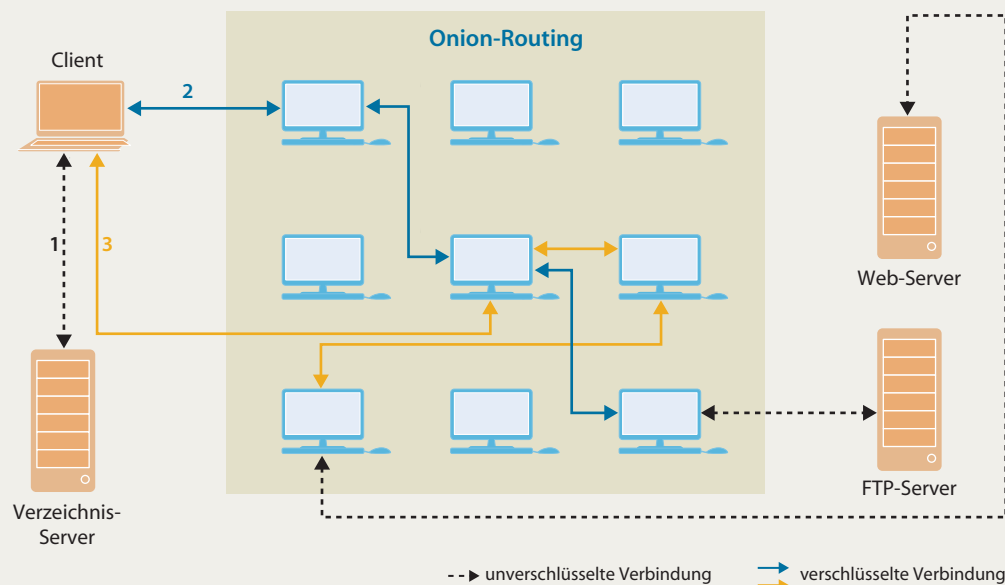 Onion-Routing
Client
2
1
3
Web-Server
Verzeichnis-
Server
FTP-Server
unverschlüsselte Verbindung
verschlüsselte Verbindung